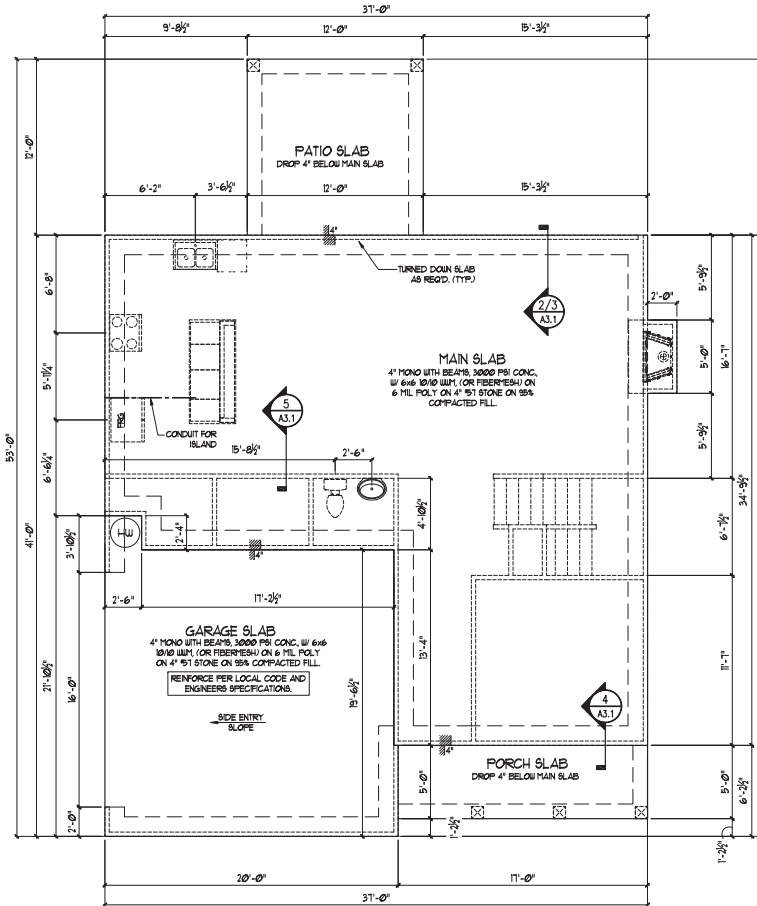 37'-0"
9'-8½" 12'-0" 15'-3½"
12'-0"
PATIO SLAB
DROP 4" BELOW MAIN SLAB
6'-2" 3'-6½" 12'-0" 15'-3½"
4"
TURNED DOWN SLAB
AS REQ'D. (TYP.)
6'-8"
5'-9½"
2'-0"
2/3
A3.1
5'-0"
16'-7"
MAIN SLAB
4" MONO WITH BEAMS, 3000 PSI CONC.,
W/ 6x6 10/10 WWM, (OR FIBERMESH) ON
6 MIL POLY ON 4" #57 STONE ON 95%
COMPACTED FILL.
5'-11¼"
5
A3.1
FRG
CONDUIT FOR
ISLAND
5'-9½"
15'-8½" 2'-6"
6'-6¼"
53'-0"
41'-0"
34'-9½"
4'-10½"
6'-7½"
3'-10½"
HW
2'-4"
4"
2'-6" 17'-2½"
GARAGE SLAB
4" MONO WITH BEAMS, 3000 PSI CONC., W/ 6x6
10/10 WWM, (OR FIBERMESH) ON 6 MIL POLY
ON 4" #57 STONE ON 95% COMPACTED FILL.
REINFORCE PER LOCAL CODE AND
ENGINEERS SPECIFICATIONS.
SIDE ENTRY
SLOPE
21'-10½"
16'-0"
19'-6½"
13'-4"
11'-7"
4
A3.1
4"
PORCH SLAB
DROP 4" BELOW MAIN SLAB
5'-0"
5'-0"
6'-2½"
2'-0"
1'-2½"
1'-2½"
20'-0" 17'-0"
37'-0"